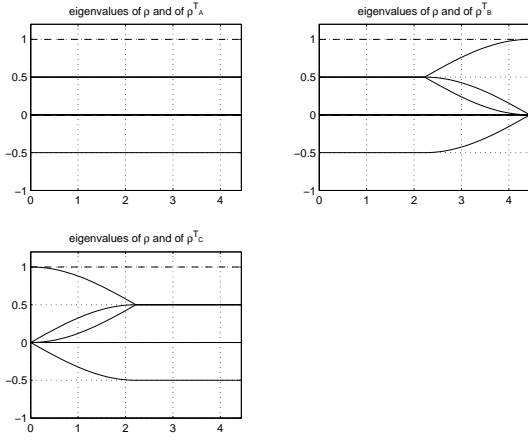 eigenvalues of ρ and of ρ^T_A
1
0.5
0
−0.5
−1
0 1 2 3 4
eigenvalues of ρ and of ρ^T_B
1
0.5
0
−0.5
−1
0 1 2 3 4
eigenvalues of ρ and of ρ^T_C
1
0.5
0
−0.5
−1
0 1 2 3 4